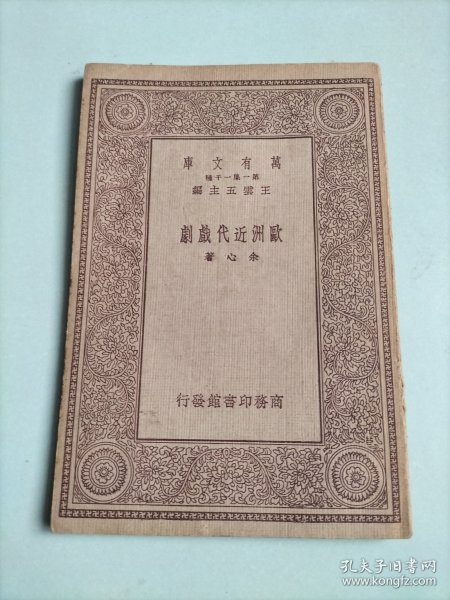 萬有文庫
第一集一千種
王雲五主編
歐洲近代戲劇
余心著
商務印書館發行
孔夫子旧书网
www.kongfz.com